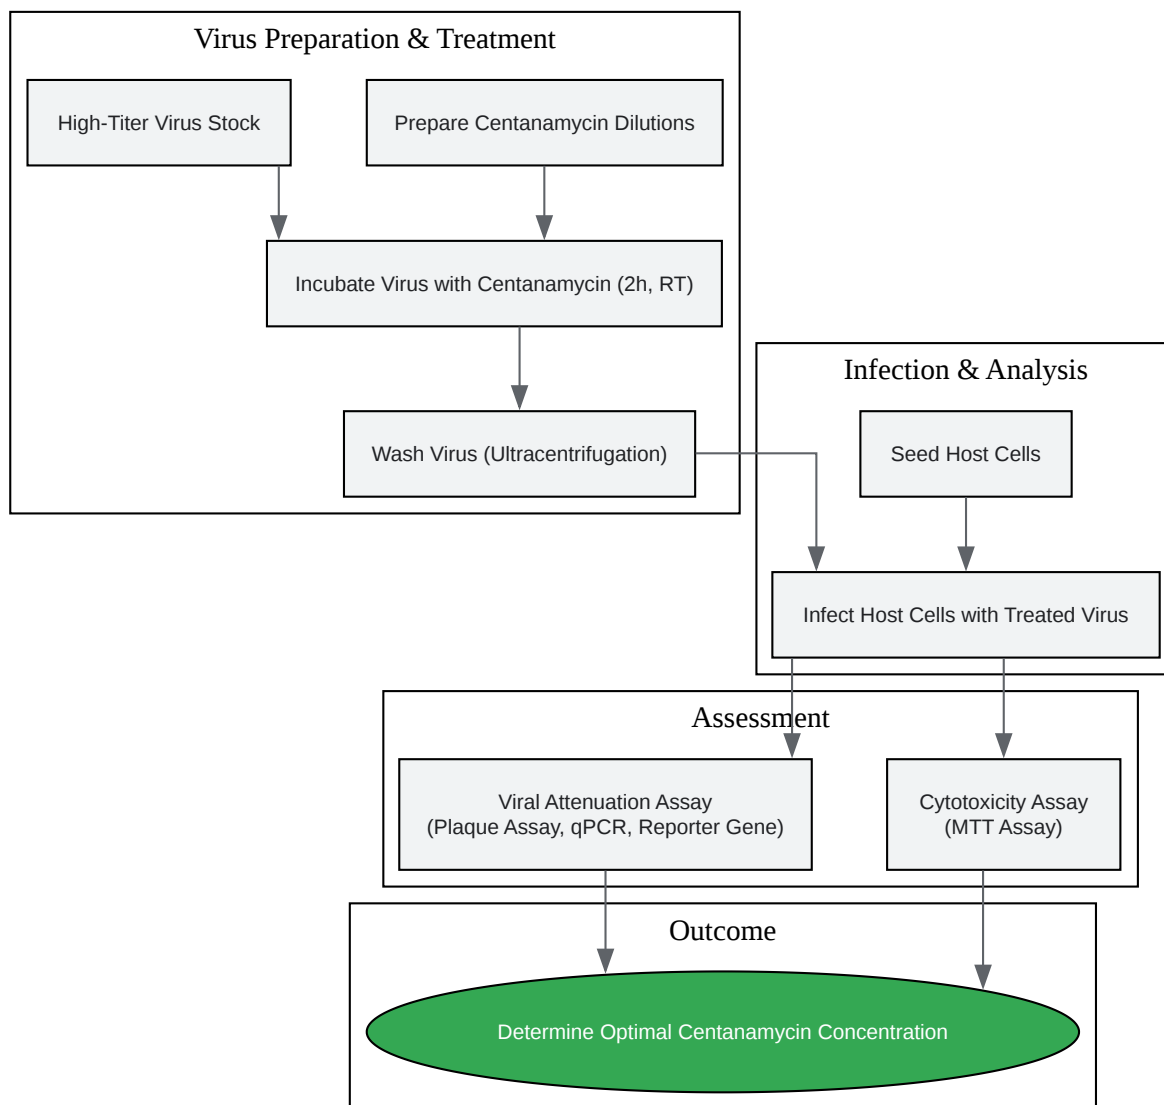 Virus Preparation & Treatment
High-Titer Virus Stock
Prepare Centanamycin Dilutions
Incubate Virus with Centanamycin (2h, RT)
Wash Virus (Ultracentrifugation)
Infection & Analysis
Seed Host Cells
Infect Host Cells with Treated Virus
Assessment
Viral Attenuation Assay
(Plaque Assay, qPCR, Reporter Gene)
Cytotoxicity Assay
(MTT Assay)
Outcome
Determine Optimal Centanamycin Concentration